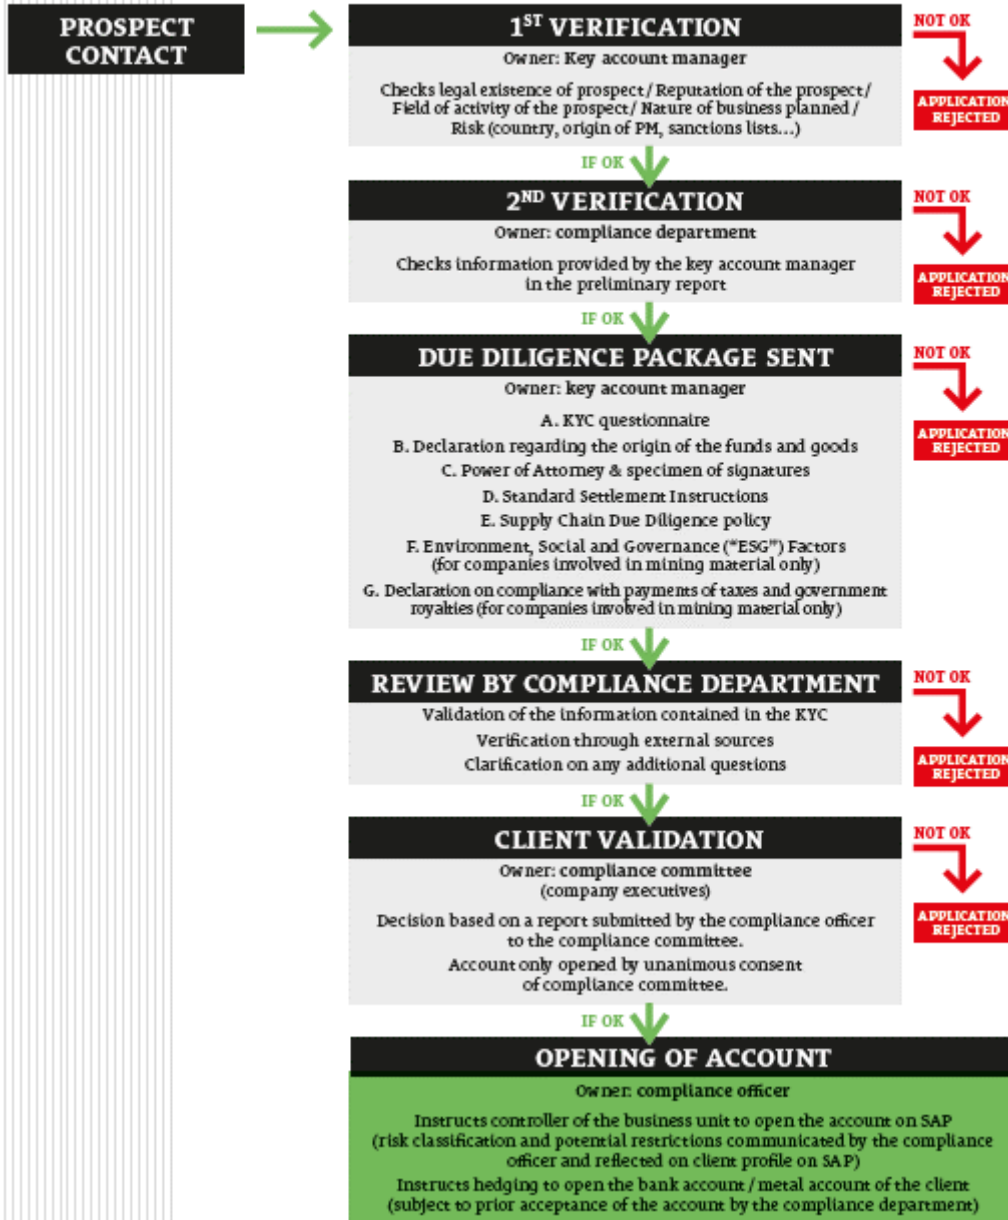 PROSPECT
CONTACT
1ST VERIFICATION
Owner: Key account manager
Checks legal existence of prospect / Reputation of the prospect /
Field of activity of the prospect / Nature of business planned /
Risk (country, origin of PM, sanctions lists...)
NOT OK
APPLICATION
REJECTED
IF OK
2ND VERIFICATION
Owner: compliance department
Checks information provided by the key account manager
in the preliminary report
NOT OK
APPLICATION
REJECTED
IF OK
DUE DILIGENCE PACKAGE SENT
Owner: key account manager
A. KYC questionnaire
B. Declaration regarding the origin of the funds and goods
C. Power of Attorney & specimen of signatures
D. Standard Settlement Instructions
E. Supply Chain Due Diligence policy
F. Environment, Social and Governance ("ESG") Factors
(for companies involved in mining material only)
G. Declaration on compliance with payments of taxes and government
royalties (for companies involved in mining material only)
NOT OK
APPLICATION
REJECTED
IF OK
REVIEW BY COMPLIANCE DEPARTMENT
Validation of the information contained in the KYC
Verification through external sources
Clarification on any additional questions
NOT OK
APPLICATION
REJECTED
IF OK
CLIENT VALIDATION
Owner: compliance committee
(company executives)
Decision based on a report submitted by the compliance officer
to the compliance committee.
Account only opened by unanimous consent
of compliance committee.
NOT OK
APPLICATION
REJECTED
IF OK
OPENING OF ACCOUNT
Owner: compliance officer
Instructs controller of the business unit to open the account on SAP
(risk classification and potential restrictions communicated by the compliance
officer and reflected on client profile on SAP)
Instructs hedging to open the bank account / metal account of the client
(subject to prior acceptance of the account by the compliance department)